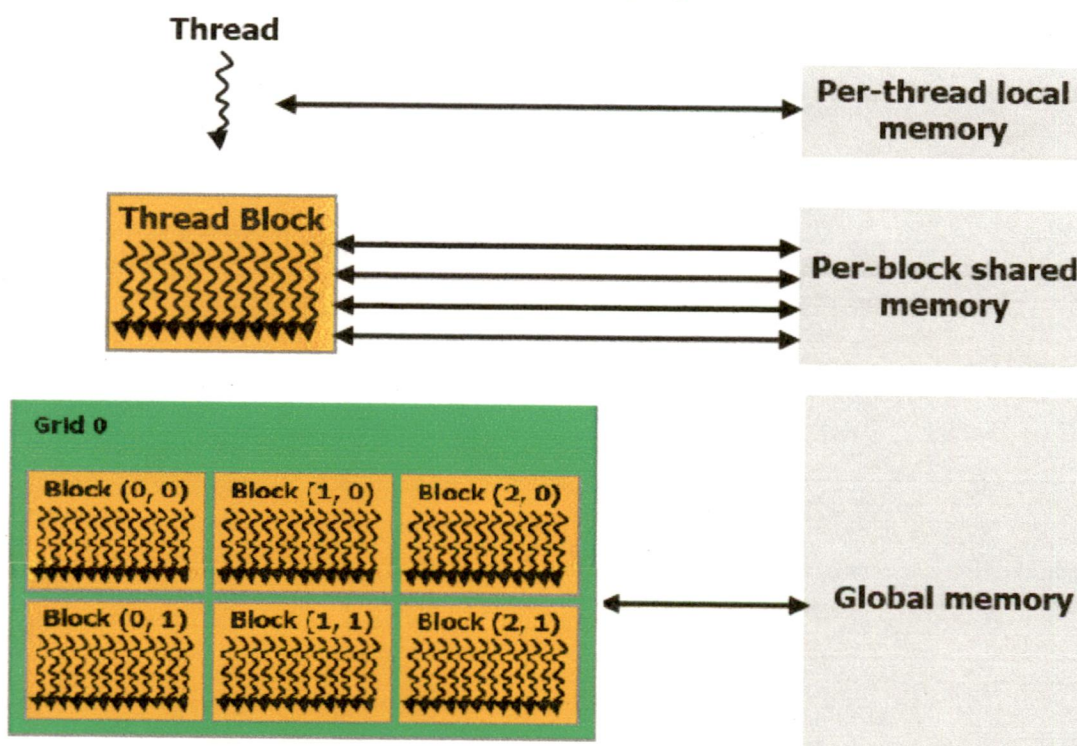 Thread
Per-thread local
memory
Thread Block
Per-block shared
memory
Grid 0
Block (0, 0)
Block (1, 0)
Block (2, 0)
Block (0, 1)
Block (1, 1)
Block (2, 1)
Global memory